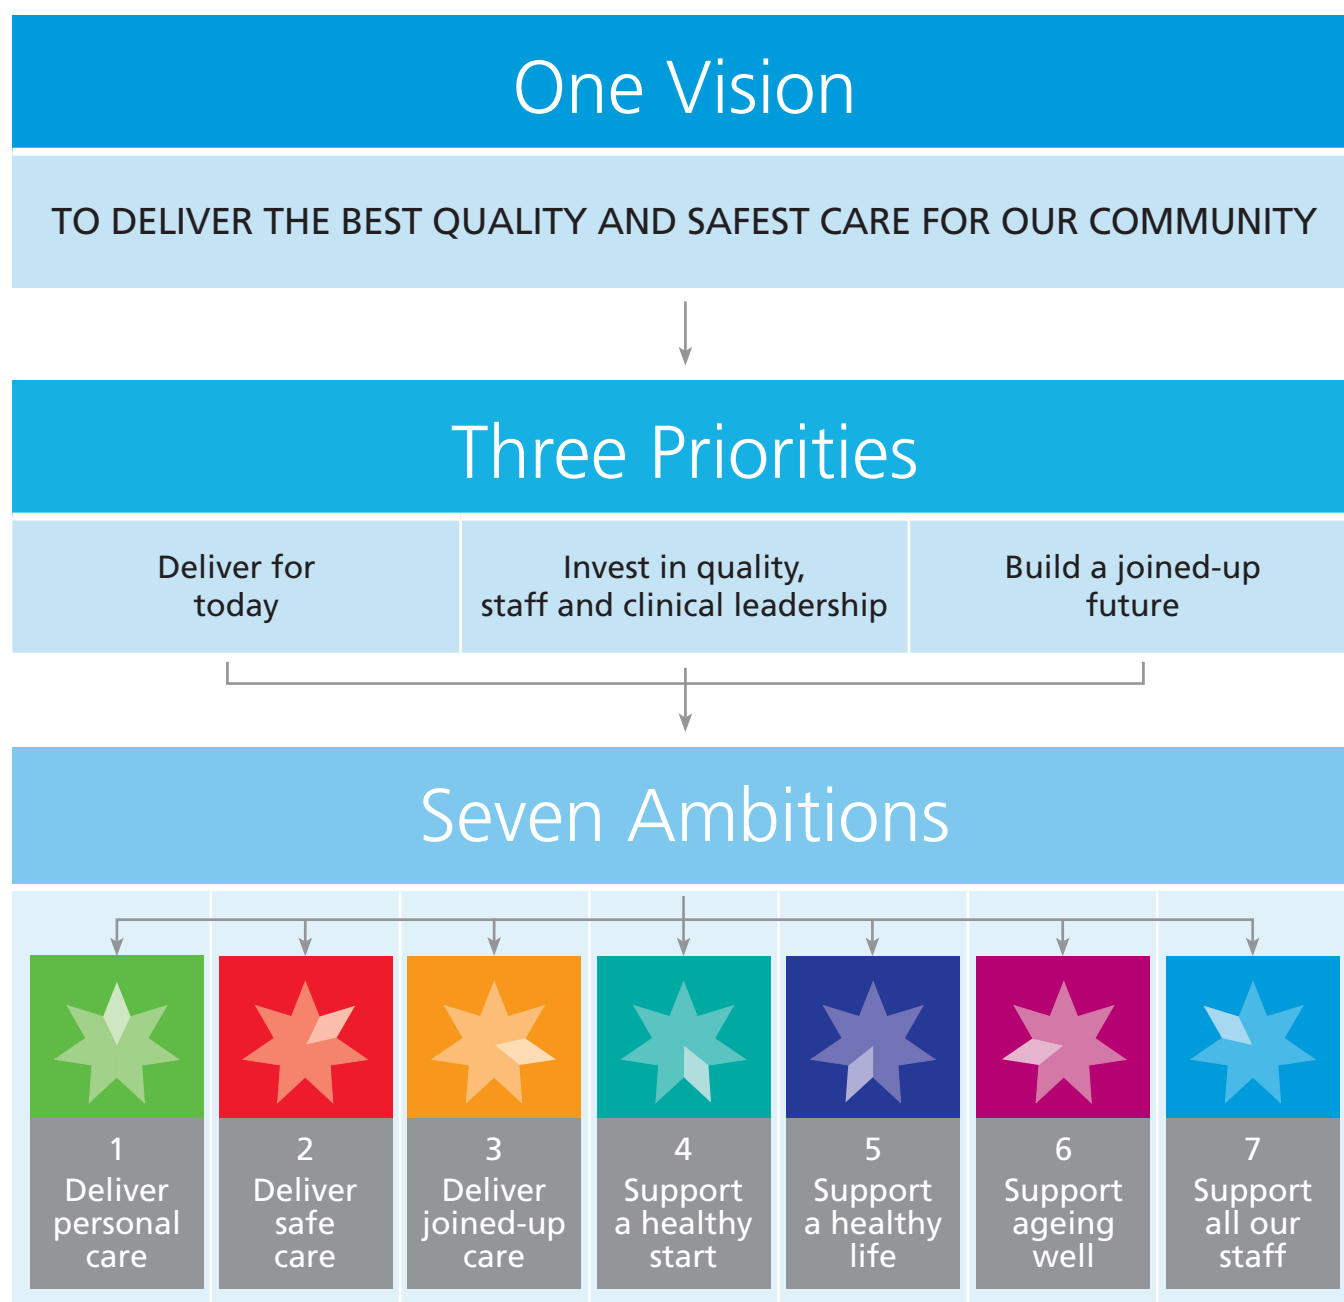 One Vision
TO DELIVER THE BEST QUALITY AND SAFEST CARE FOR OUR COMMUNITY
Three Priorities
Deliver for
today
Invest in quality,
staff and clinical leadership
Build a joined-up
future
Seven Ambitions
1
Deliver
personal
care
2
Deliver
safe
care
3
Deliver
joined-up
care
4
Support
a healthy
start
5
Support
a healthy
life
6
Support
ageing
well
7
Support
all our
staff